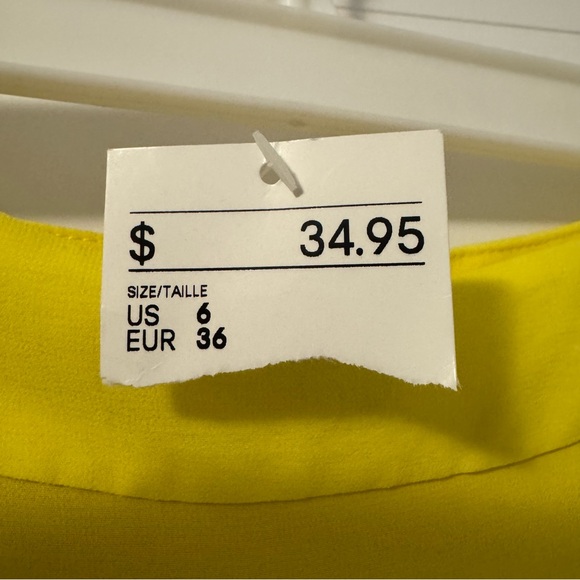 $ 34.95
SIZE/TAILLE
US 6
EUR 36